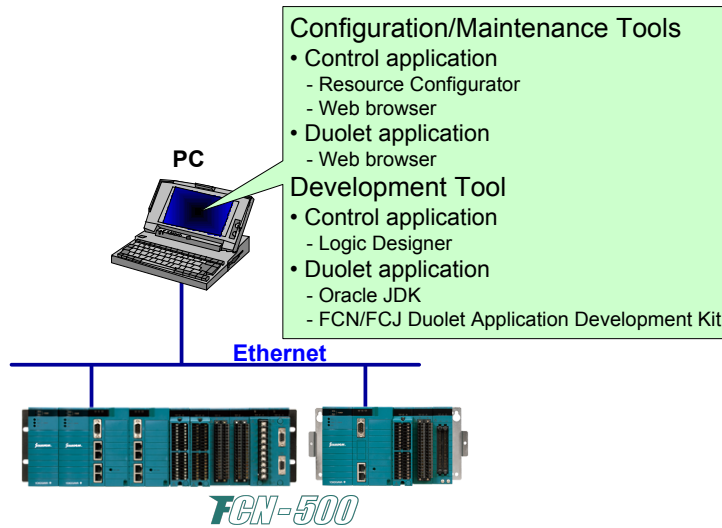 Configuration/Maintenance Tools
• Control application
- Resource Configurator
- Web browser
• Duolet application
- Web browser
Development Tool
• Control application
- Logic Designer
• Duolet application
- Oracle JDK
- FCN/FCJ Duolet Application Development Kit
PC
Ethernet
FCN-500